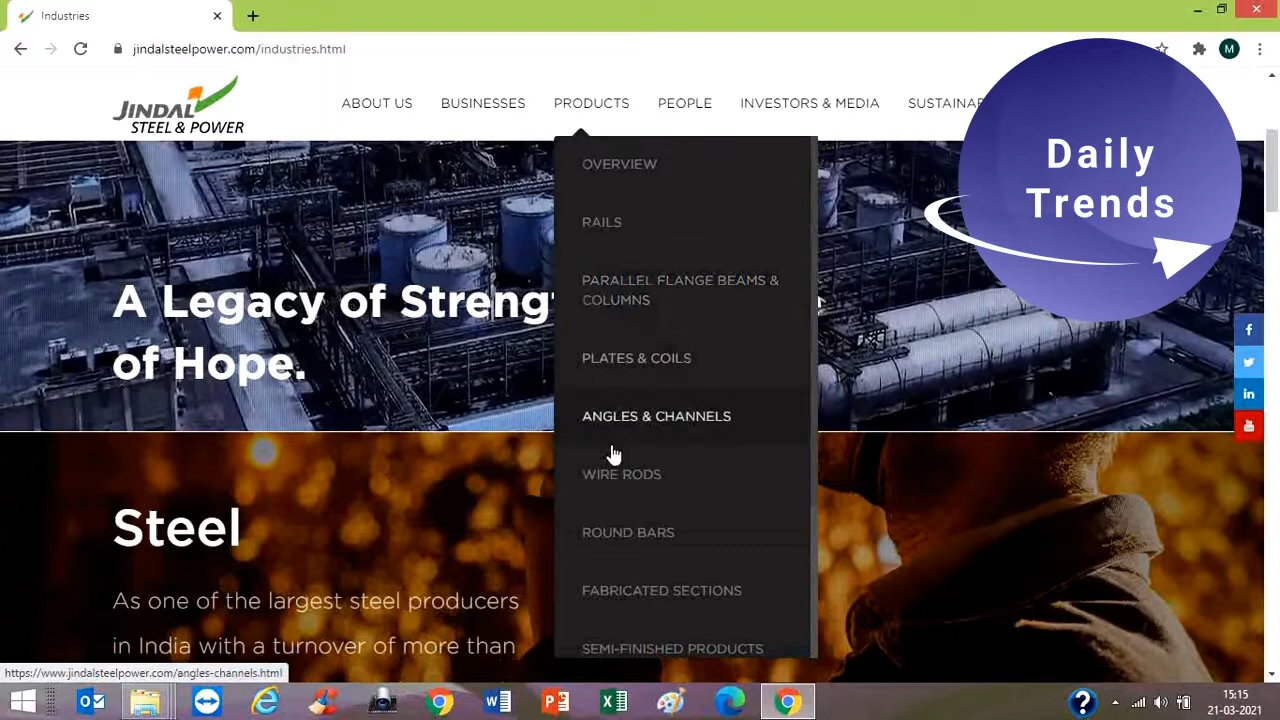 Industries
jindalsteelpower.com/industries.html
M
JINDAL
STEEL & POWER
ABOUT US
BUSINESSES
PRODUCTS
PEOPLE
INVESTORS & MEDIA
Daily
Trends
OVERVIEW
RAILS
PARALLEL FLANGE BEAMS &
COLUMNS
PLATES & COILS
ANGLES & CHANNELS
WIRE RODS
ROUND BARS
FABRICATED SECTIONS
SEMI-FINISHED PRODUCTS
A Legacy of
of Hope.
Steel
As one of the largest steel producers
in India with a turnover of more than
https://www.jindalsteelpower.com/angles-channels.html
15:15
21-03-2021